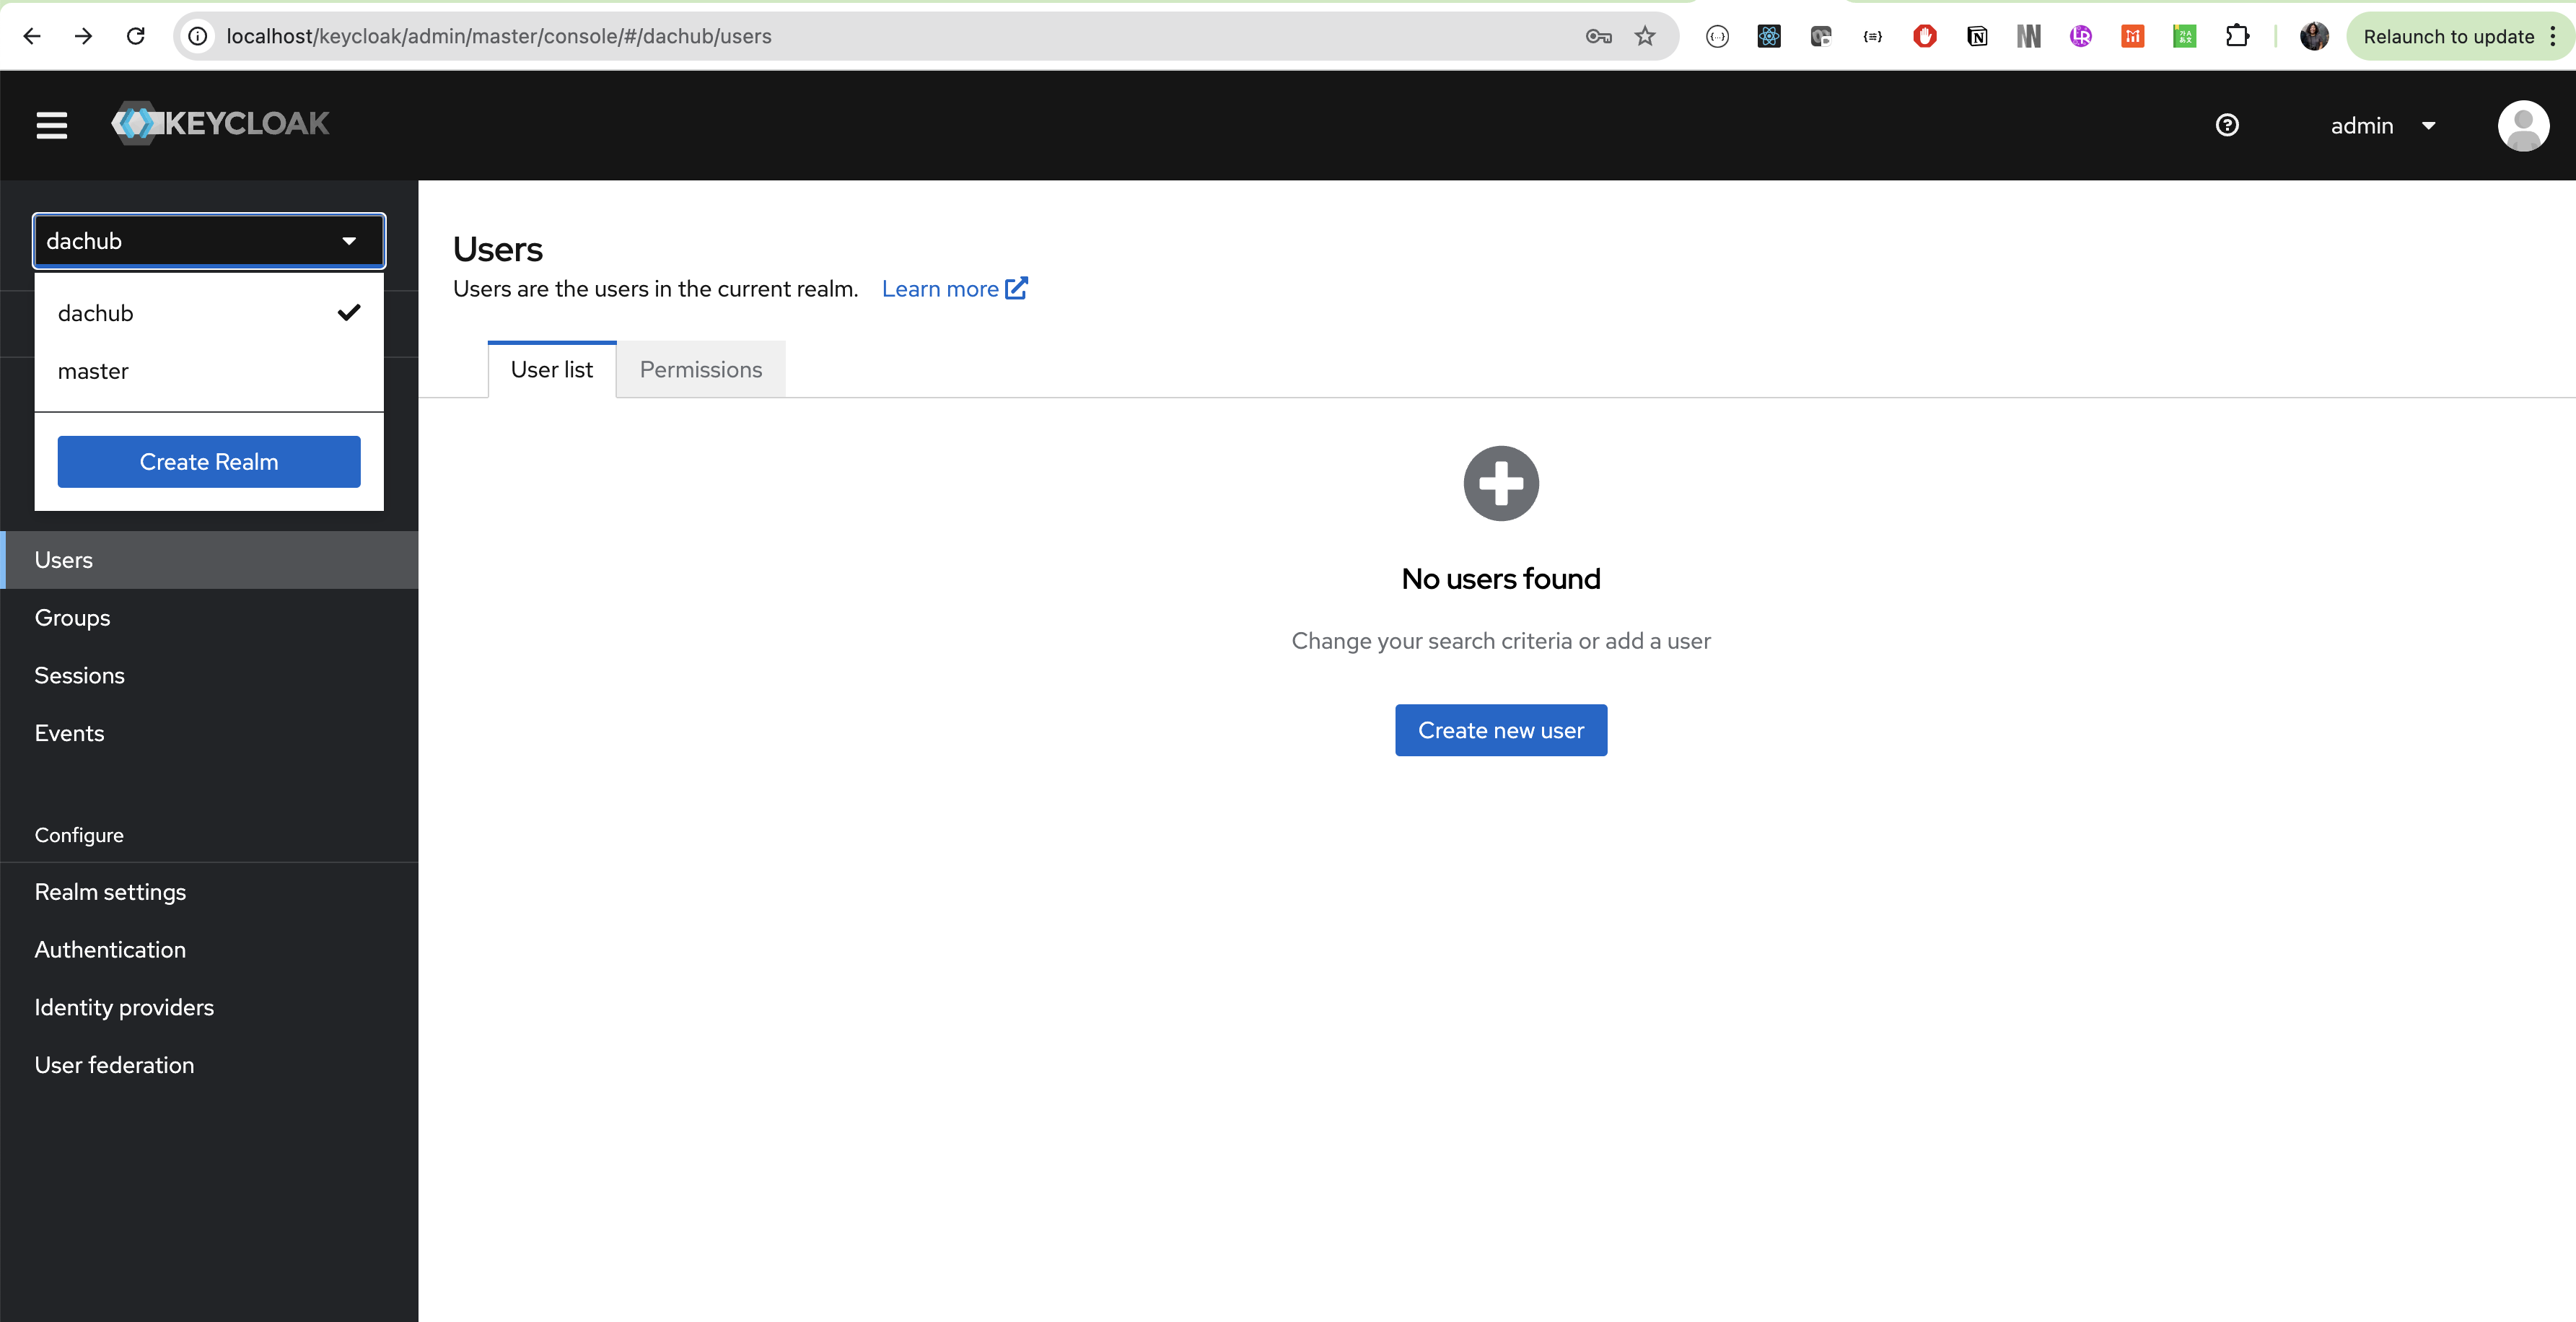 localhost/keycloak/admin/master/console/#/dachub/users
Relaunch to update
KEYCLOAK
admin
dachub
dachub
master
Create Realm
Users
Groups
Sessions
Events
Configure
Realm settings
Authentication
Identity providers
User federation
Users
Users are the users in the current realm. Learn more
User list
Permissions
No users found
Change your search criteria or add a user
Create new user